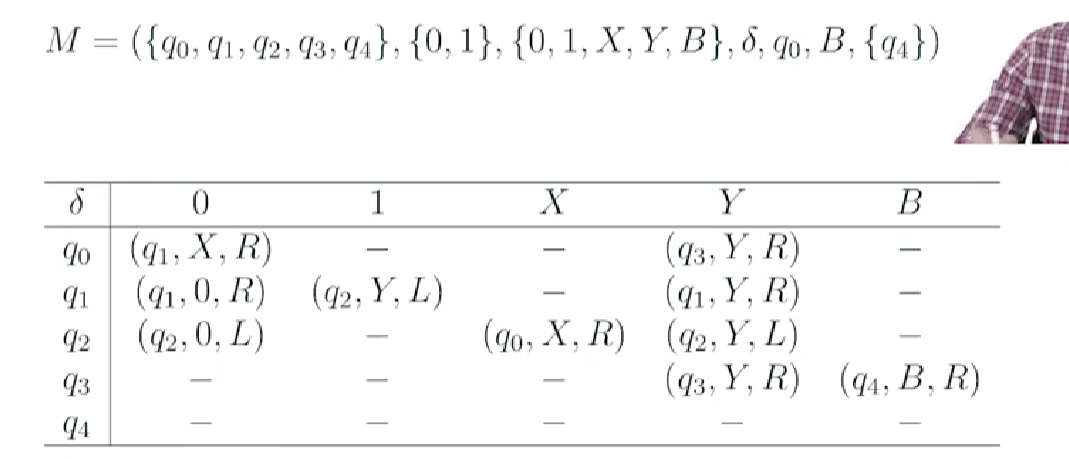 M = ({q₀, q₁, q₂, q₃, q₄}, {0, 1}, {0, 1, X, Y, B}, δ, q₀, B, {q₄})
δ 0 1 X Y B
q₀ (q₁, X, R) – – (q₃, Y, R) –
q₁ (q₁, 0, R) (q₂, Y, L) – (q₁, Y, R) –
q₂ (q₂, 0, L) – (q₀, X, R) (q₂, Y, L) –
q₃ – – – (q₃, Y, R) (q₄, B, R)
q₄ – – – – –